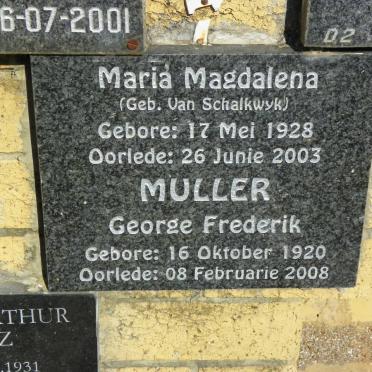 6-07-2001
D2
Maria Magdalena
(Geb. Van Schalkwyk)
Gebore: 17 Mei 1928
Oorlede: 26 Junie 2003
MULLER
George Frederik
Gebore: 16 Oktober 1920
Oorlede: 08 Februarie 2008
THUR
Z
.1931